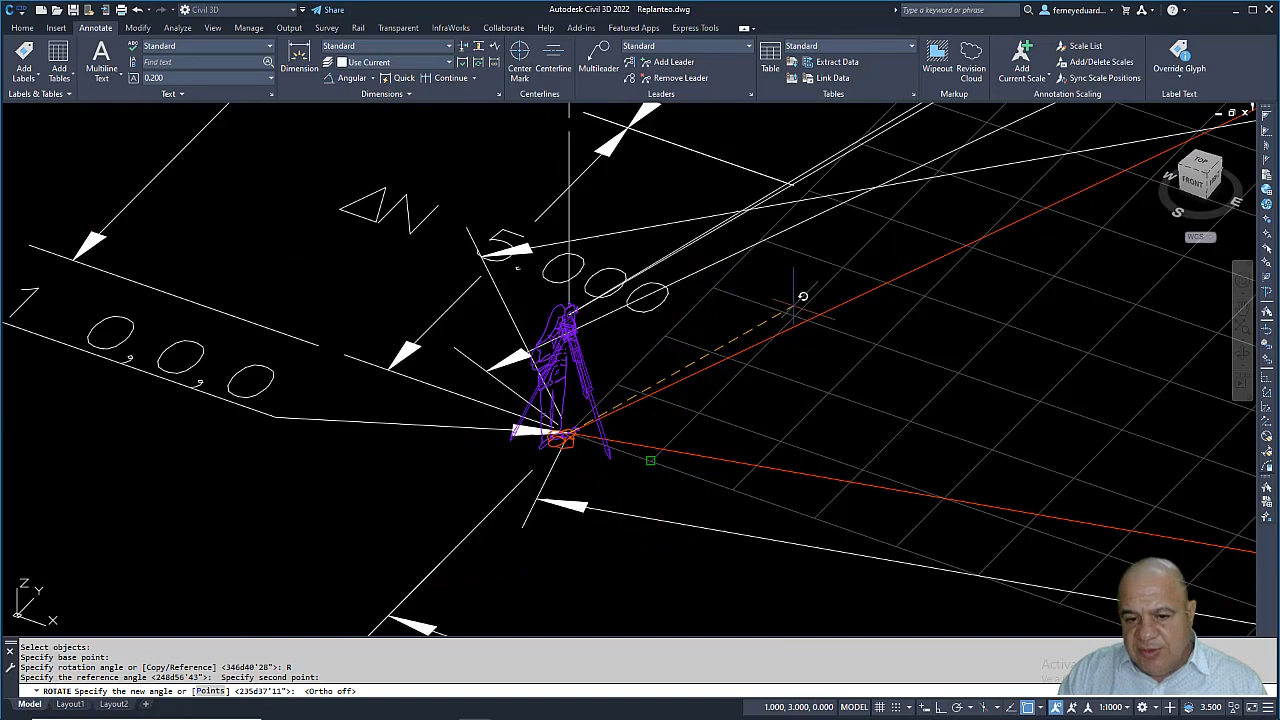 Civil 3D
Share
Autodesk Civil 3D 2022 Replanteo.dwg
Type a keyword or phrase
ferneyeduard...
Home Insert Annotate Modify Analyze View Manage Output Survey Rail Transparent InfraWorks Collaborate Help Add-ins Featured Apps Express Tools
Add Labels
Add Tables
Labels & Tables
Multiline Text
Standard
Find text
0.200
Text
Dimension
Standard
Use Current
Angular Quick Continue
Dimensions
Center Mark
Centerline
Centerlines
Multileader
Standard
Add Leader
Remove Leader
Leaders
Table
Standard
Extract Data
Link Data
Tables
Wipeout
Revision Cloud
Markup
Add Current Scale
Scale List
Add/Delete Scales
Sync Scale Positions
Annotation Scaling
Override Glyph
Label Text
TOP
FRONT
W
S
E
WCS
Z
Y
X
Select objects:
Specify base point:
Specify rotation angle or [Copy/Reference] <346d40'28">: R
Specify the reference angle <248d56'43">: Specify second point:
ROTATE Specify the new angle or [Points] <235d37'11">: <Ortho off>
Model Layout1 Layout2 +
1.000, 3.000, 0.000 MODEL
1:1000
3.500